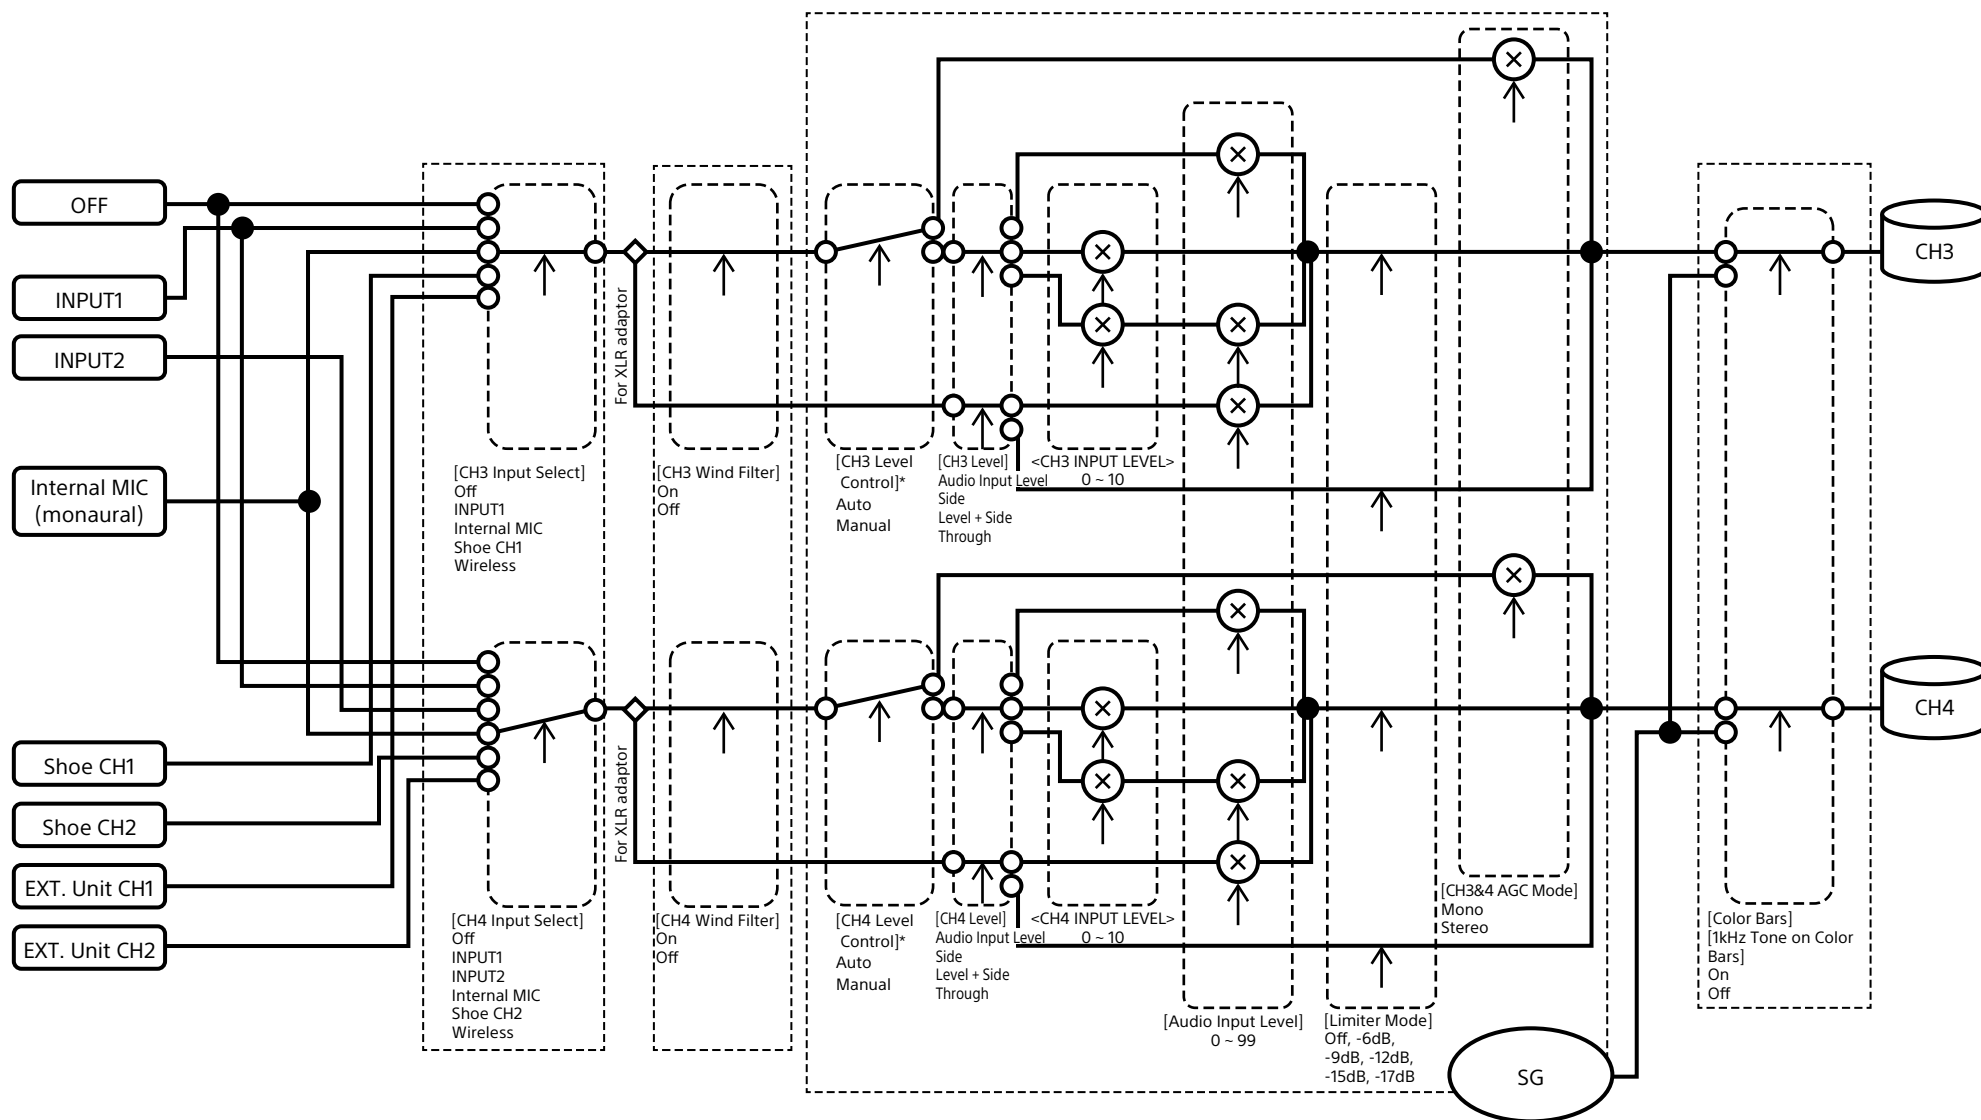 OFF
INPUT1
INPUT2
Internal MIC
(monaural)
Shoe CH1
Shoe CH2
EXT. Unit CH1
EXT. Unit CH2
[CH3 Input Select]
Off
INPUT1
Internal MIC
Shoe CH1
Wireless
For XLR adaptor
[CH3 Wind Filter]
On
Off
[CH3 Level
Control]*
Auto
Manual
[CH3 Level]
Audio Input Level
Side
Level + Side
Through
<CH3 INPUT LEVEL>
0 ~ 10
CH3
[CH4 Input Select]
Off
INPUT1
INPUT2
Internal MIC
Shoe CH2
Wireless
For XLR adaptor
[CH4 Wind Filter]
On
Off
[CH4 Level
Control]*
Auto
Manual
[CH4 Level]
Audio Input Level
Side
Level + Side
Through
<CH4 INPUT LEVEL>
0 ~ 10
[Audio Input Level]
0 ~ 99
[Limiter Mode]
Off, -6dB,
-9dB, -12dB,
-15dB, -17dB
[CH3&4 AGC Mode]
Mono
Stereo
SG
[Color Bars]
[1kHz Tone on Color
Bars]
On
Off
CH4